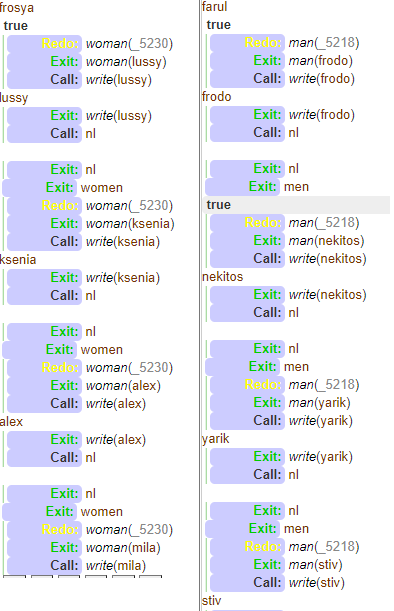 frosya
true
Redo: woman(_5230)
Exit: woman(lussy)
Call: write(lussy)
lussy
Exit: write(lussy)
Call: nl
Exit: nl
Exit: women
Redo: woman(_5230)
Exit: woman(ksenia)
Call: write(ksenia)
ksenia
Exit: write(ksenia)
Call: nl
Exit: nl
Exit: women
Redo: woman(_5230)
Exit: woman(alex)
Call: write(alex)
alex
Exit: write(alex)
Call: nl
Exit: nl
Exit: women
Redo: woman(_5230)
Exit: woman(mila)
Call: write(mila)
farul
true
Redo: man(_5218)
Exit: man(frodo)
Call: write(frodo)
frodo
Exit: write(frodo)
Call: nl
Exit: nl
Exit: men
true
Redo: man(_5218)
Exit: man(nekitos)
Call: write(nekitos)
nekitos
Exit: write(nekitos)
Call: nl
Exit: nl
Exit: men
Redo: man(_5218)
Exit: man(yarik)
Call: write(yarik)
yarik
Exit: write(yarik)
Call: nl
Exit: nl
Exit: men
Redo: man(_5218)
Exit: man(stiv)
Call: write(stiv)
stiv